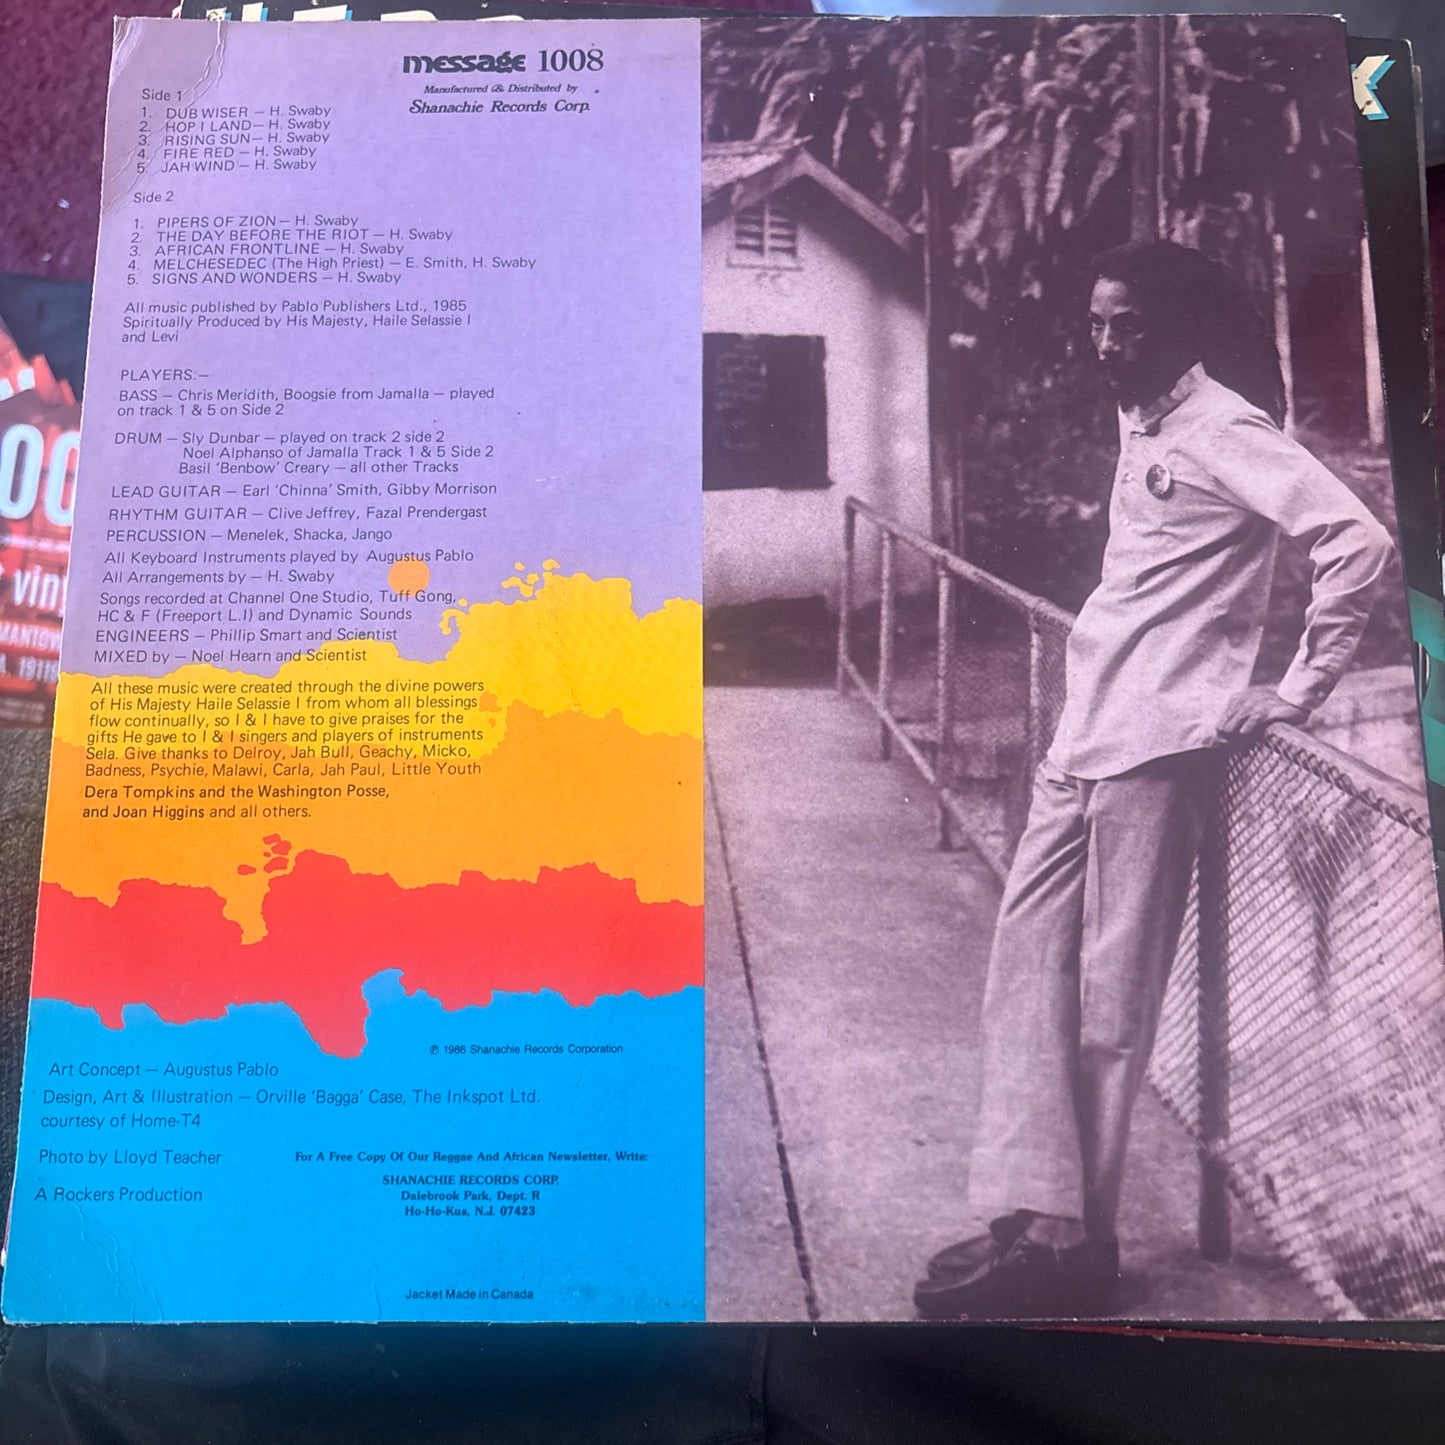 message 1008
Manufactured & Distributed by
Shanachie Records Corp.
Side 1
1. DUB WISER — H. Swaby
2. HOP I LAND — H. Swaby
3. RISING SUN — H. Swaby
4. FIRE RED — H. Swaby
5. JAH WIND — H. Swaby
Side 2
1. PIPERS OF ZION — H. Swaby
2. THE DAY BEFORE THE RIOT — H. Swaby
3. AFRICAN FRONTLINE — H. Swaby
4. MELCHESEDEC (The High Priest) — E. Smith, H. Swaby
5. SIGNS AND WONDERS — H. Swaby
All music published by Pablo Publishers Ltd., 1985
Spiritually Produced by His Majesty, Haile Selassie I
and Levi
PLAYERS:—
BASS — Chris Meridith, Boogsie from Jamalla — played
on track 1 & 5 on Side 2
DRUM — Sly Dunbar — played on track 2 side 2
Noel Alphanso of Jamalla Track 1 & 5 Side 2
Basil 'Benbow' Creary — all other Tracks
LEAD GUITAR — Earl 'Chinna' Smith, Gibby Morrison
RHYTHM GUITAR — Clive Jeffrey, Fazal Prendergast
PERCUSSION — Menelek, Shacka, Jango
All Keyboard Instruments played by Augustus Pablo
All Arrangements by — H. Swaby
Songs recorded at Channel One Studio, Tuff Gong,
HC & F (Freeport L.I) and Dynamic Sounds
ENGINEERS — Phillip Smart and Scientist
MIXED by — Noel Hearn and Scientist
All these music were created through the divine powers
of His Majesty Haile Selassie I from whom all blessings
flow continually, so I & I have to give praises for the
gifts He gave to I & I singers and players of instruments
Sela. Give thanks to Delroy, Jah Bull, Geachy, Micko,
Badness, Psychie, Malawi, Carla, Jah Paul, Little Youth
Dera Tompkins and the Washington Posse,
and Joan Higgins and all others.
℗ 1986 Shanachie Records Corporation
Art Concept — Augustus Pablo
Design, Art & Illustration — Orville 'Bagga' Case, The Inkspot Ltd.
courtesy of Home-T4
Photo by Lloyd Teacher
For A Free Copy Of Our Reggae And African Newsletter, Write:
SHANACHIE RECORDS CORP.
Dalebrook Park, Dept. R
Ho-Ho-Kus, N.J. 07423
A Rockers Production
Jacket Made in Canada
K